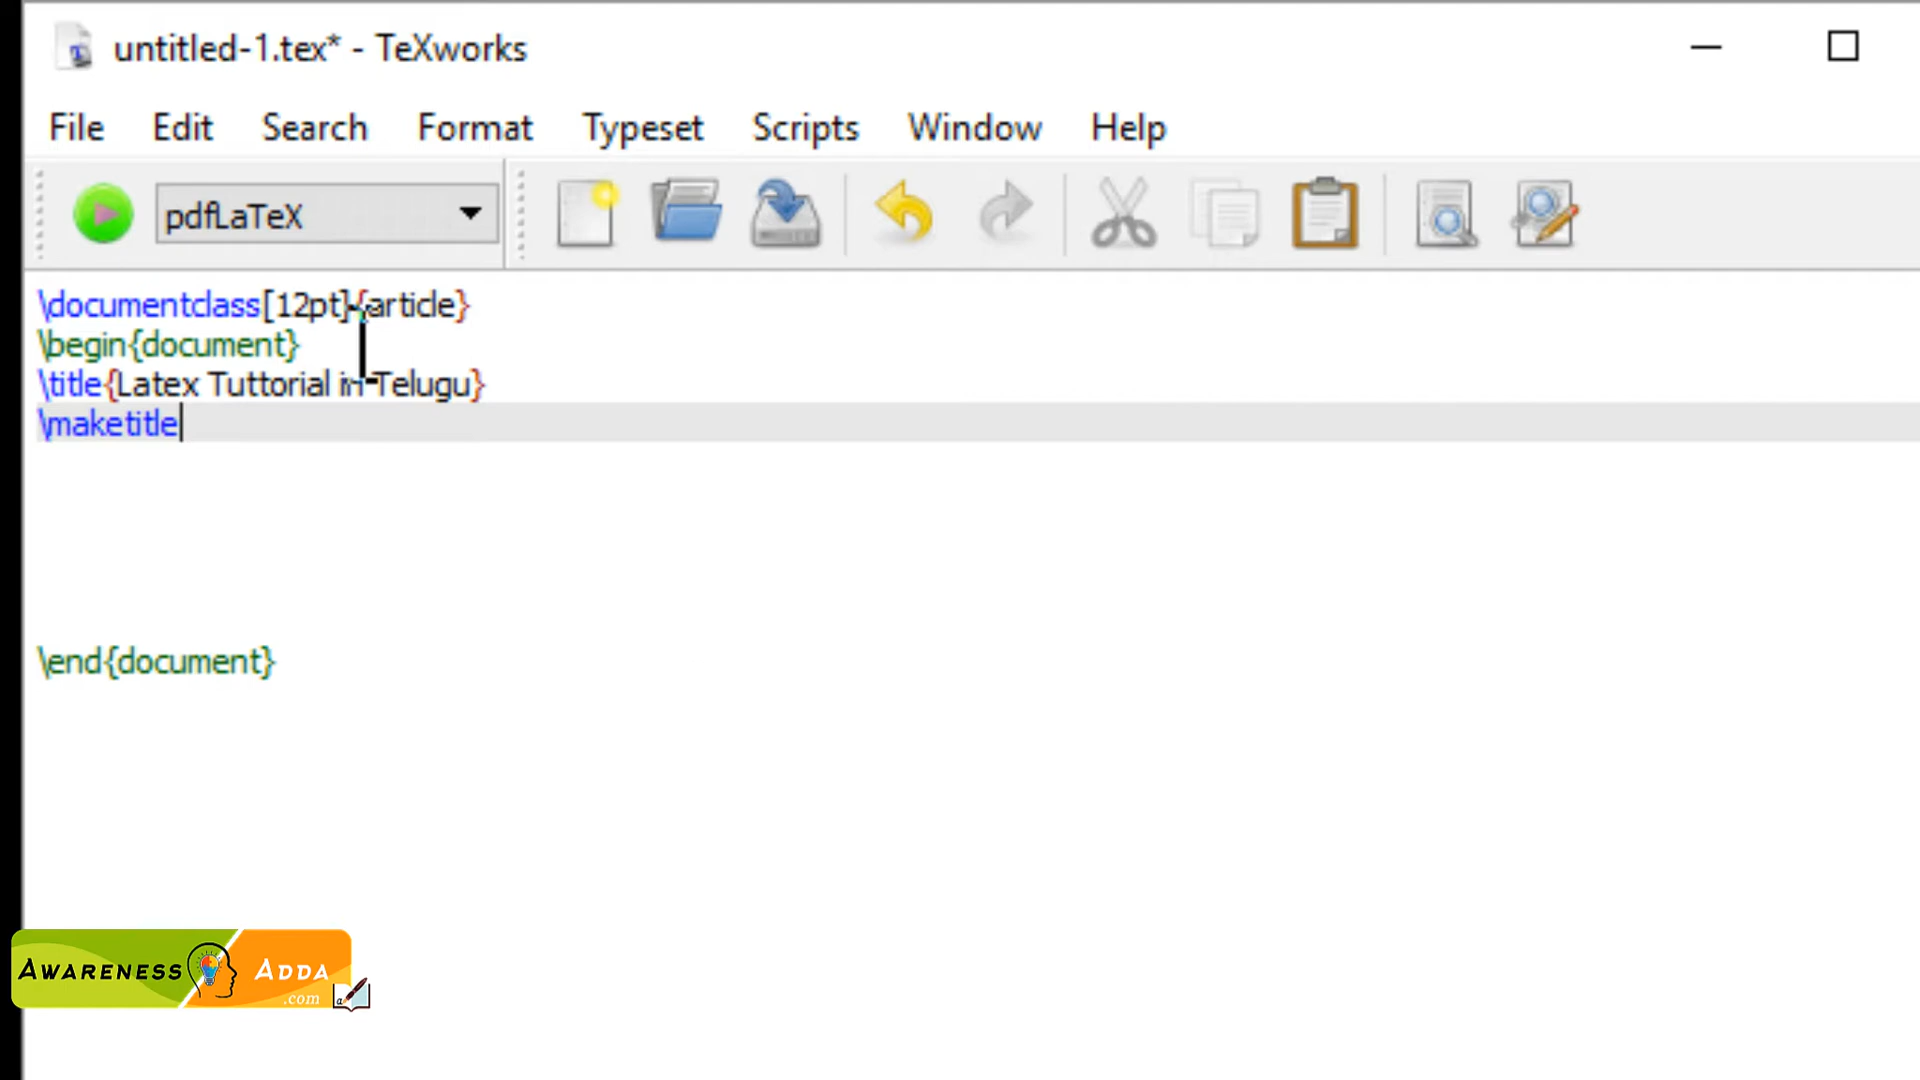 untitled-1.tex* - TeXworks
File Edit Search Format Typeset Scripts Window Help
pdfLaTeX
\documentclass[12pt]{article}
\begin{document}
\title{Latex Tuttorial in Telugu}
\maketitle
\end{document}
AWARENESS ADDA
.com